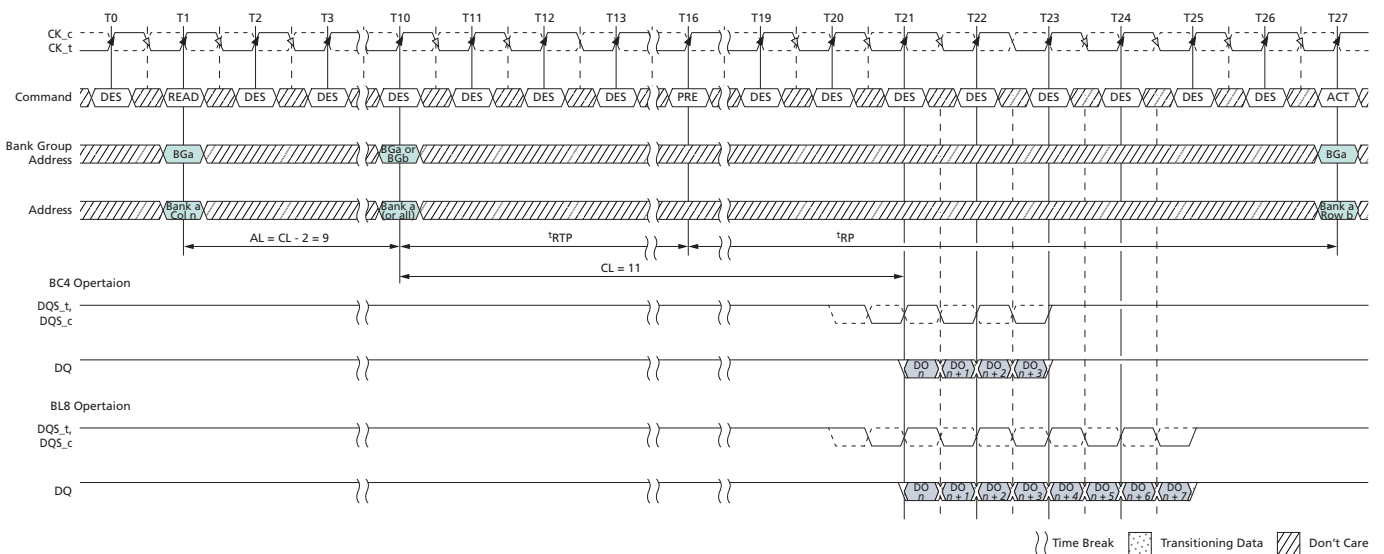 T0 T1 T2 T3 T10 T11 T12 T13 T16 T19 T20 T21 T22 T23 T24 T25 T26 T27
CK_c
CK_t
Command DES READ DES DES DES DES DES DES PRE DES DES DES DES DES DES DES DES ACT
Bank Group
Address
BGa
BGa or
BGb
BGa
Address
Bank a
Col n
Bank a
(or all)
Bank a
Row b
AL = CL - 2 = 9
tRTP
tRP
CL = 11
BC4 Opertaion
DQS_t,
DQS_c
DQ
DO
n
DO
n + 1
DO
n + 2
DO
n + 3
BL8 Opertaion
DQS_t,
DQS_c
DQ
DO
n
DO
n + 1
DO
n + 2
DO
n + 3
DO
n + 4
DO
n + 5
DO
n + 6
DO
n + 7
Time Break Transitioning Data Don't Care